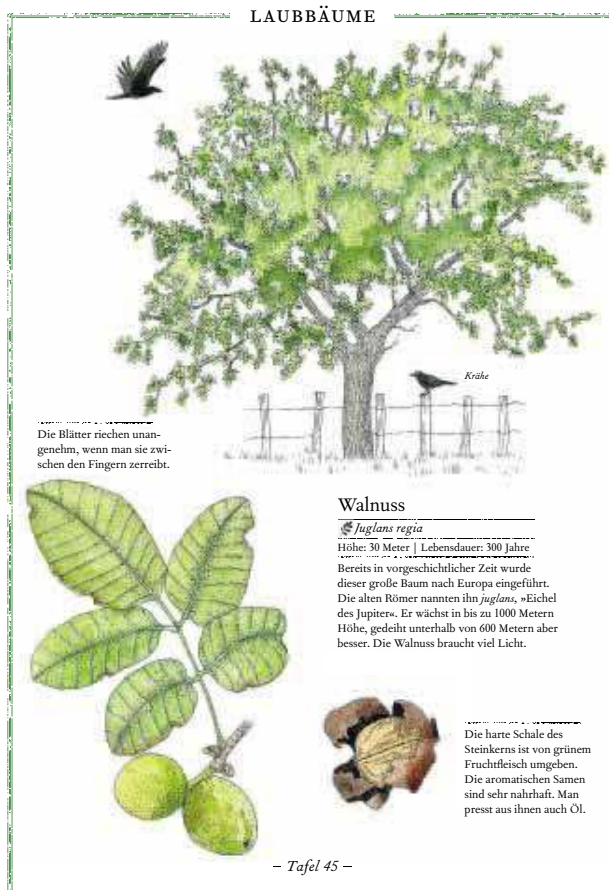 LAUBBÄUME
Krähe
Die Blätter riechen unan-
genehm, wenn man sie zwi-
schen den Fingern zerreibt.
Walnuss
Juglans regia
Höhe: 30 Meter | Lebensdauer: 300 Jahre
Bereits in vorgeschichtlicher Zeit wurde
dieser große Baum nach Europa eingeführt.
Die alten Römer nannten ihn juglans, »Eichel
des Jupiter«. Er wächst in bis zu 1000 Metern
Höhe, gedeiht unterhalb von 600 Metern aber
besser. Die Walnuss braucht viel Licht.
Die harte Schale des
Steinkerns ist von grünem
Fruchtfleisch umgeben.
Die aromatischen Samen
sind sehr nahrhaft. Man
presst aus ihnen auch Öl.
– Tafel 45 –